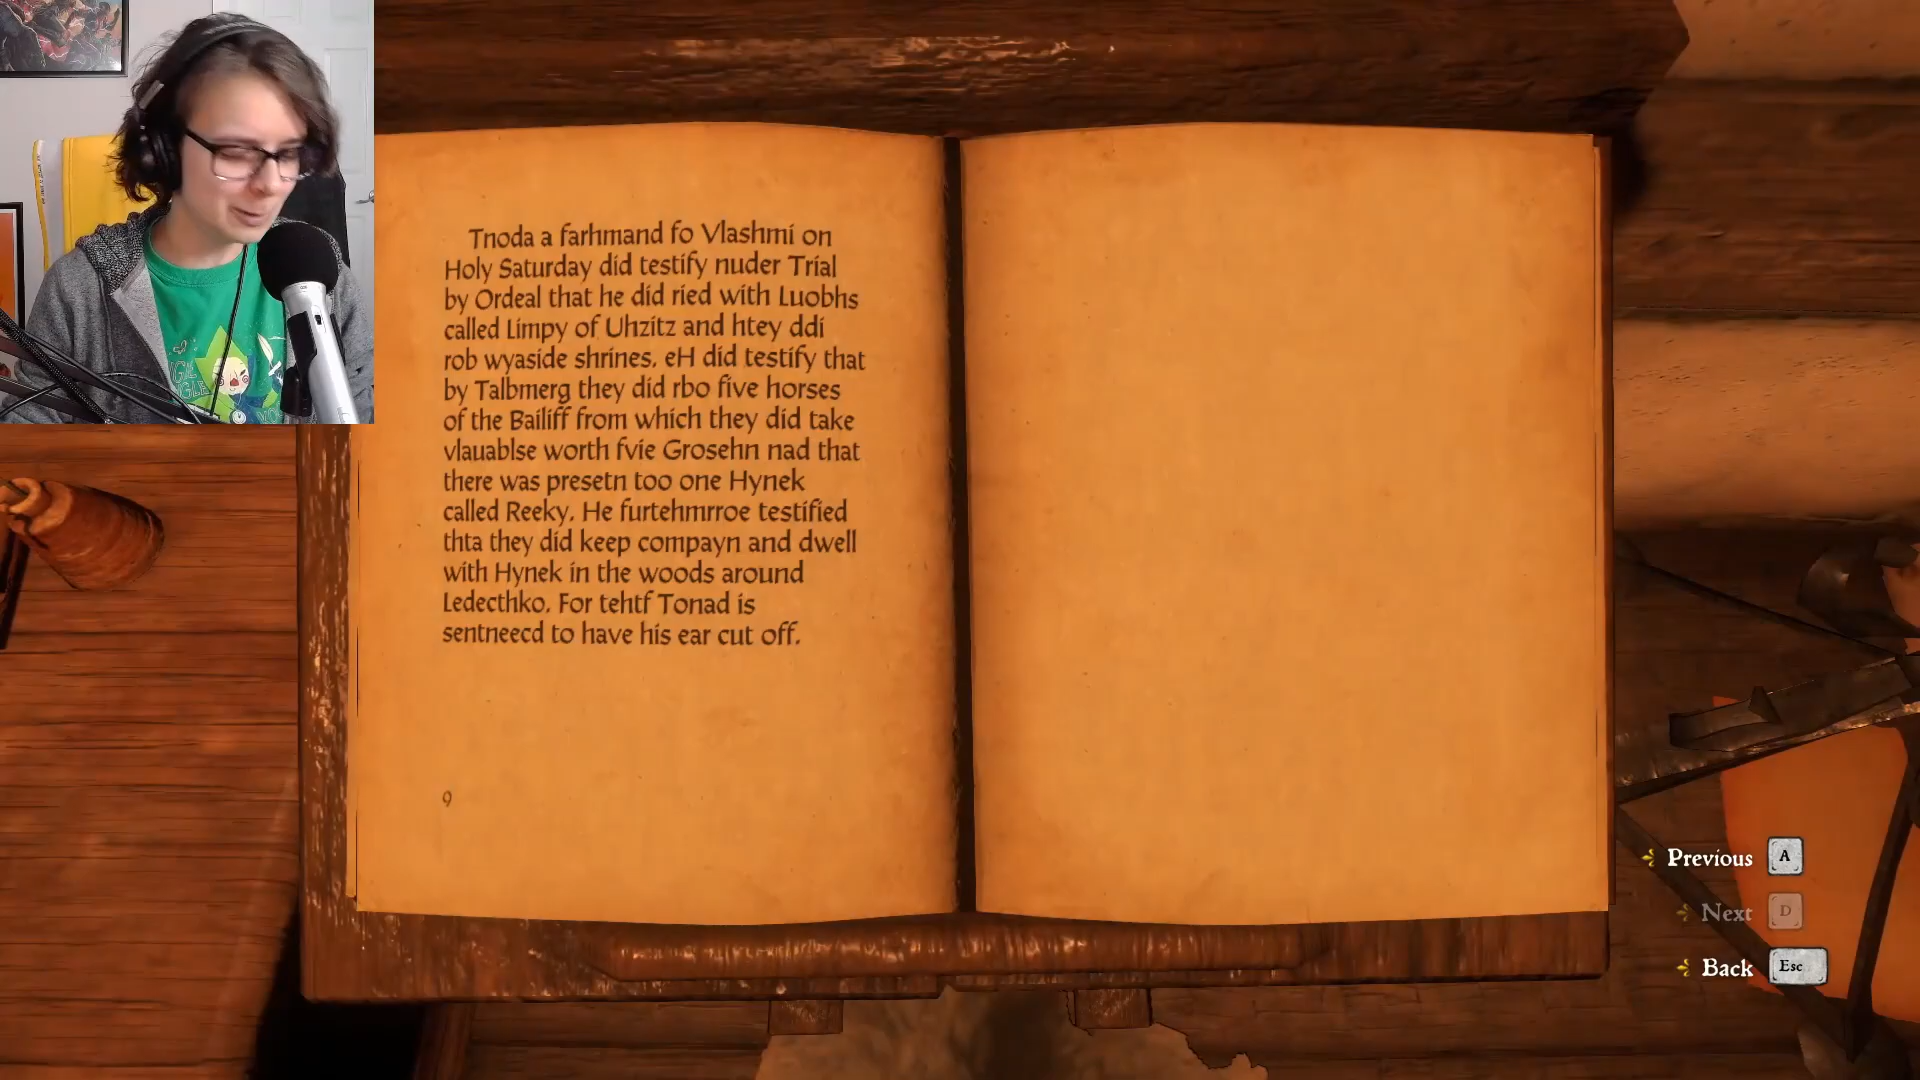 Tnoda a farhmand fo Vlashmi on
Holy Saturday did testify nuder Trial
by Ordeal that he did ried with Luobhs
called Limpy of Uhzitz and htey ddi
rob wyaside shrines. eH did testify that
by Talbmerg they did rbo five horses
of the Bailiff from which they did take
vlauablse worth fvie Grosehn nad that
there was presetn too one Hynek
called Reeky. He furtehmrroe testified
thta they did keep compayn and dwell
with Hynek in the woods around
Ledecthko. For tehtf Tonad is
sentneecd to have his ear cut off.
9
Previous A
Next D
Back Esc